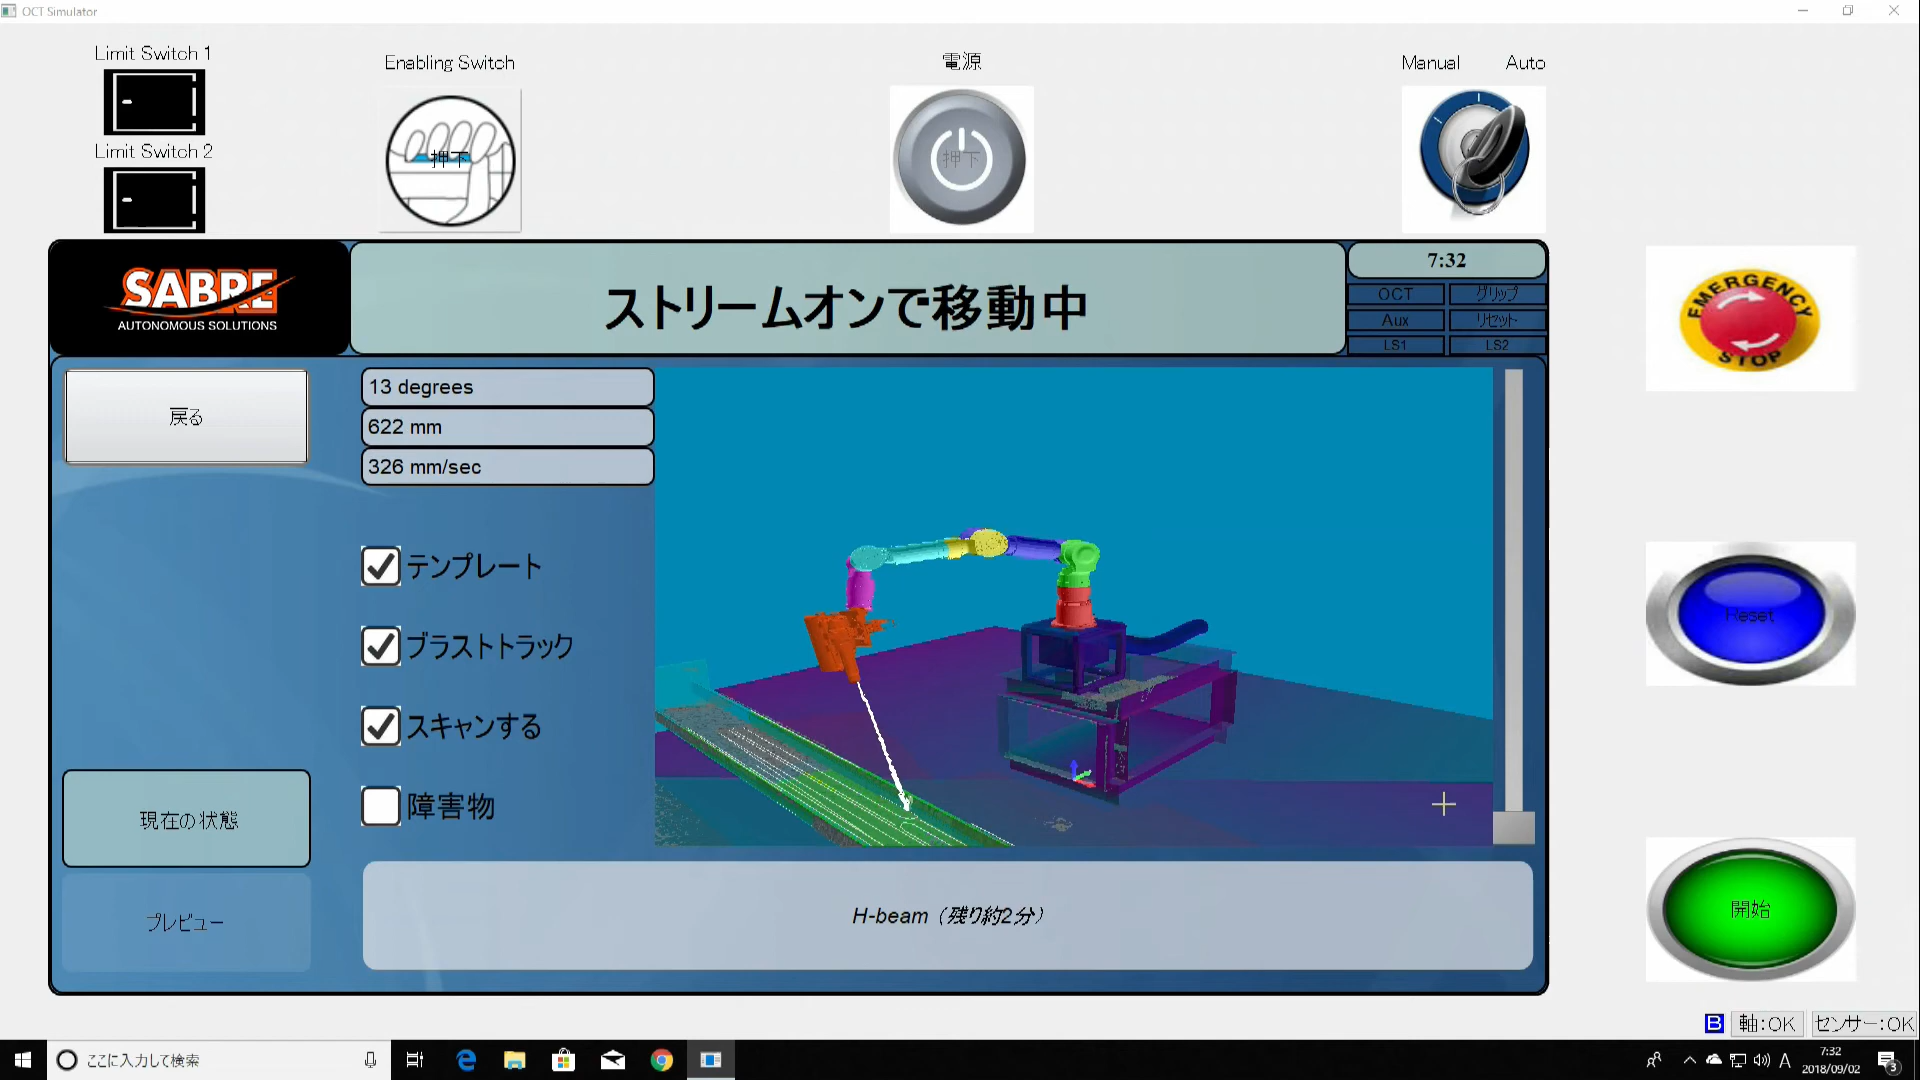 OCT Simulator
Limit Switch 1
Enabling Switch
電源
Manual
Auto
Limit Switch 2
押下
押下
SABRE
AUTONOMOUS SOLUTIONS
ストリームオンで移動中
7:32
OCT
グリップ
Aux
リセット
LS1
LS2
EMERGENCY
STOP
戻る
13 degrees
622 mm
326 mm/sec
テンプレート
ブラストトラック
スキャンする
障害物
Reset
現在の状態
プレビュー
H-beam（残り約2分）
開始
B
軸:OK
センサー:OK
ここに入力して検索
A
7:32
2018/09/02
3